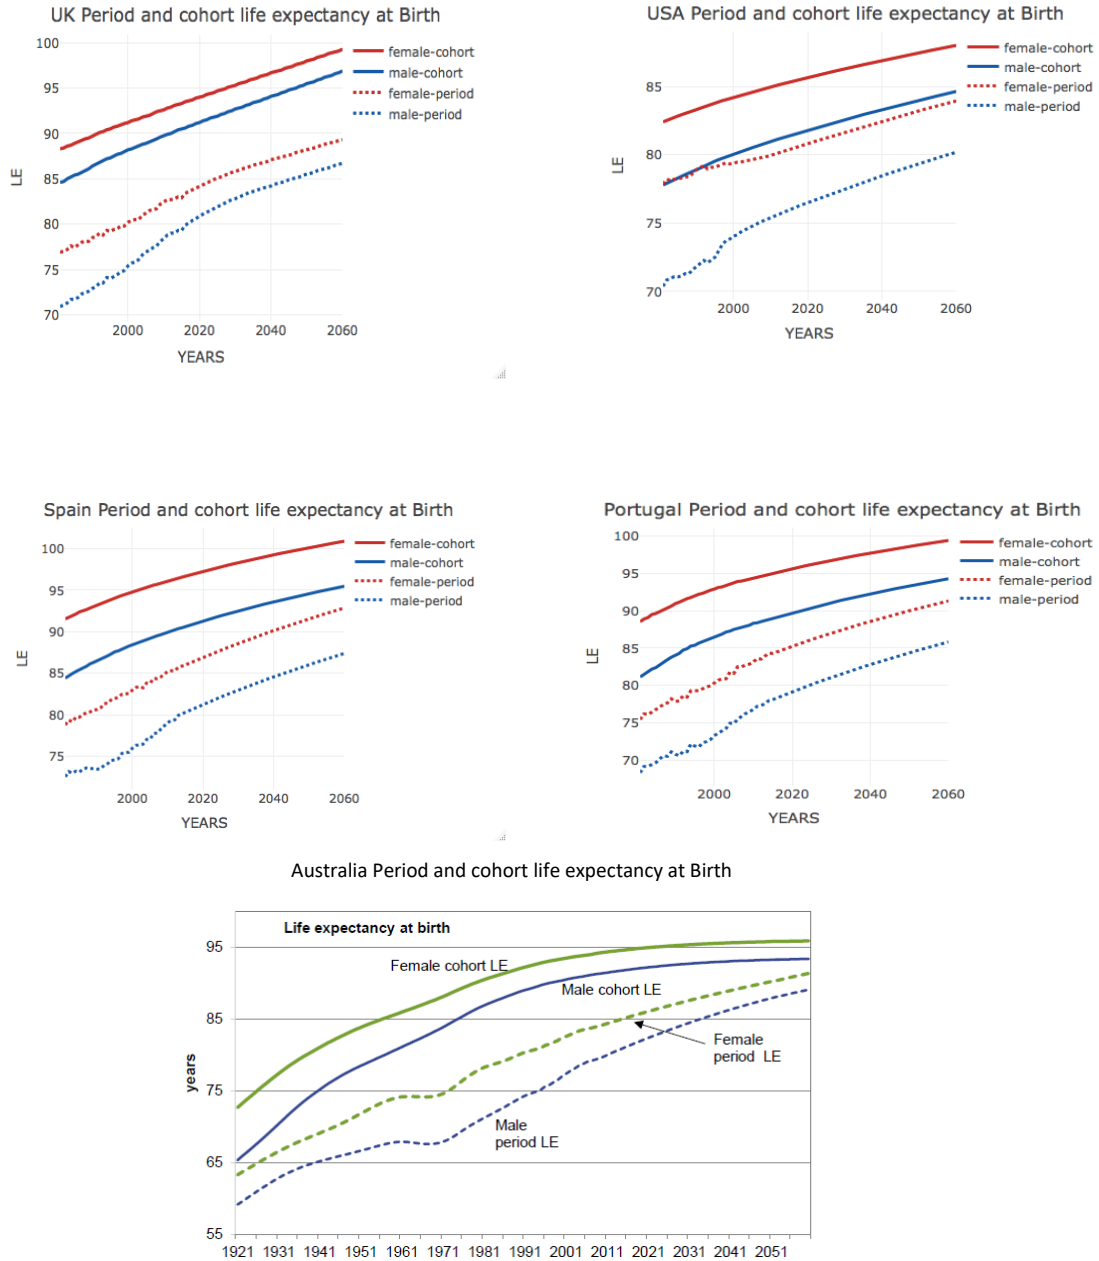 UK Period and cohort life expectancy at Birth
100
95
90
85
80
75
70
LE
2000 2020 2040 2060
YEARS
female-cohort
male-cohort
female-period
male-period
USA Period and cohort life expectancy at Birth
85
80
75
70
LE
2000 2020 2040 2060
YEARS
female-cohort
male-cohort
female-period
male-period
Spain Period and cohort life expectancy at Birth
100
95
90
85
80
75
LE
2000 2020 2040 2060
YEARS
female-cohort
male-cohort
female-period
male-period
Portugal Period and cohort life expectancy at Birth
100
95
90
85
80
75
70
LE
2000 2020 2040 2060
YEARS
female-cohort
male-cohort
female-period
male-period
Australia Period and cohort life expectancy at Birth
Life expectancy at birth
95
85
75
65
55
years
Female cohort LE
Male cohort LE
Female
period LE
Male
period LE
1921 1931 1941 1951 1961 1971 1981 1991 2001 2011 2021 2031 2041 2051